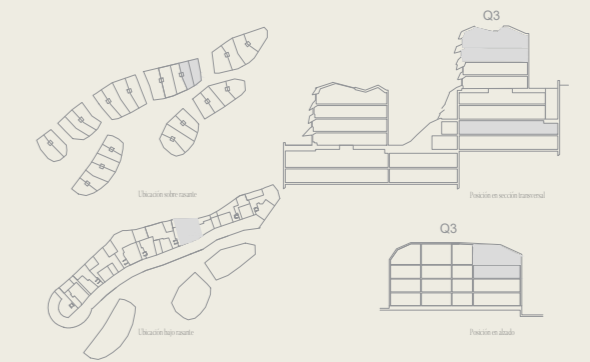 Q3
Ubicación sobre rasante
Posición en sección transversal
Q3
Ubicación bajo rasante
Posición en alzado